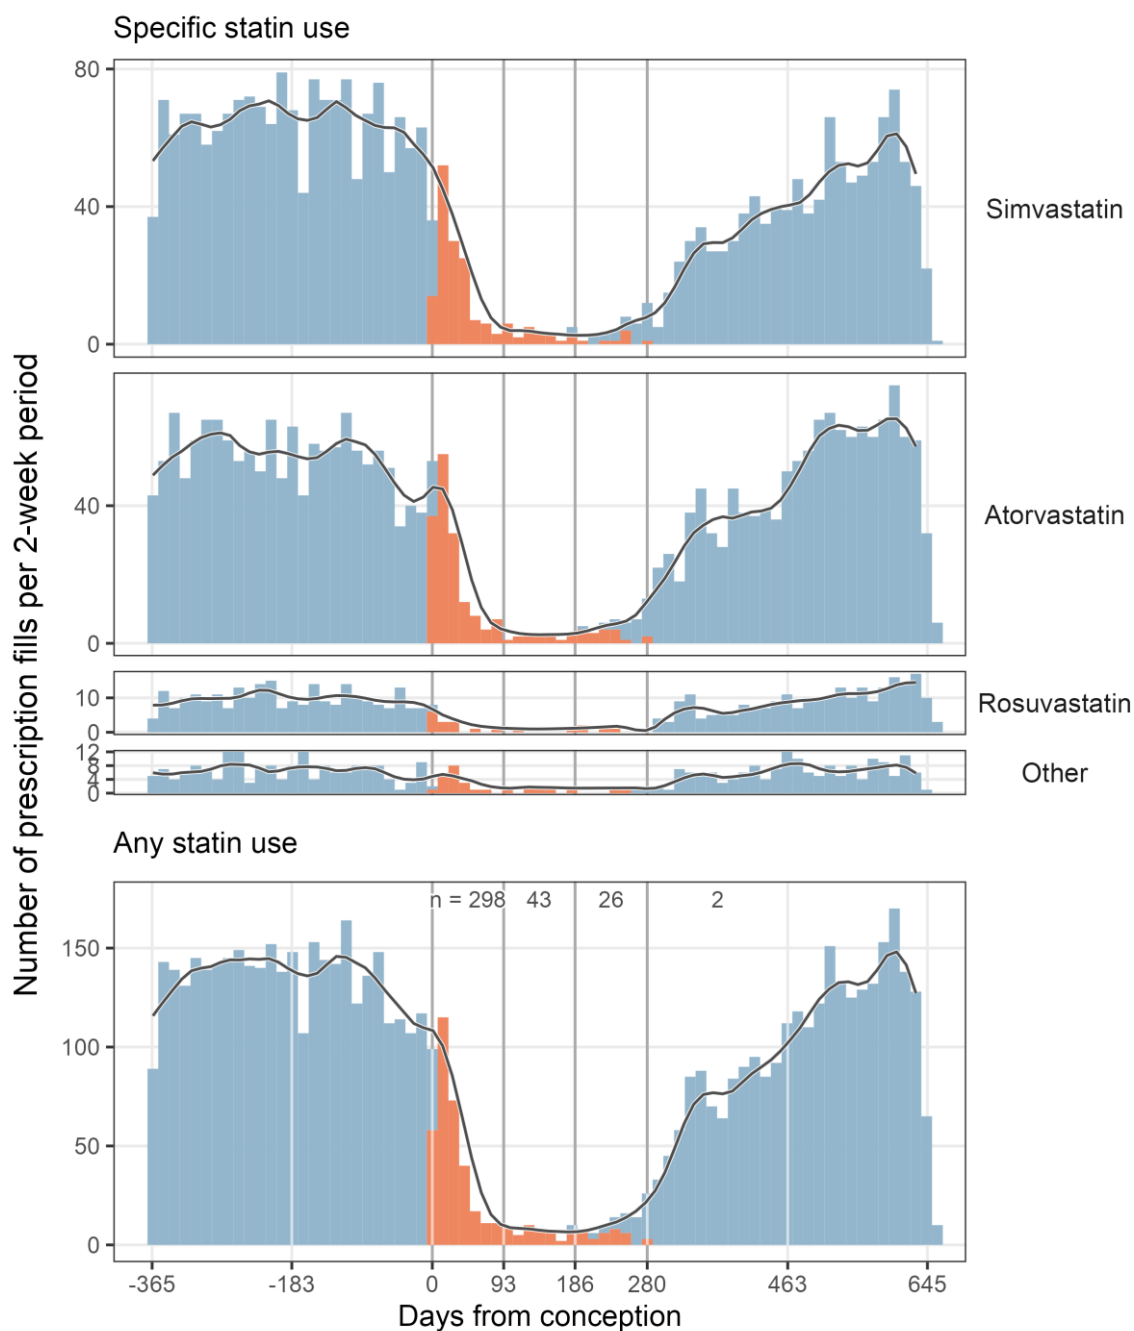 Specific statin use
Number of prescription fills per 2-week period
80
40
0
Simvastatin
40
0
Atorvastatin
10
0
Rosuvastatin
12
8
4
0
Other
Any statin use
n = 298 43 26 2
150
100
50
0
-365 -183 0 93 186 280 463 645
Days from conception